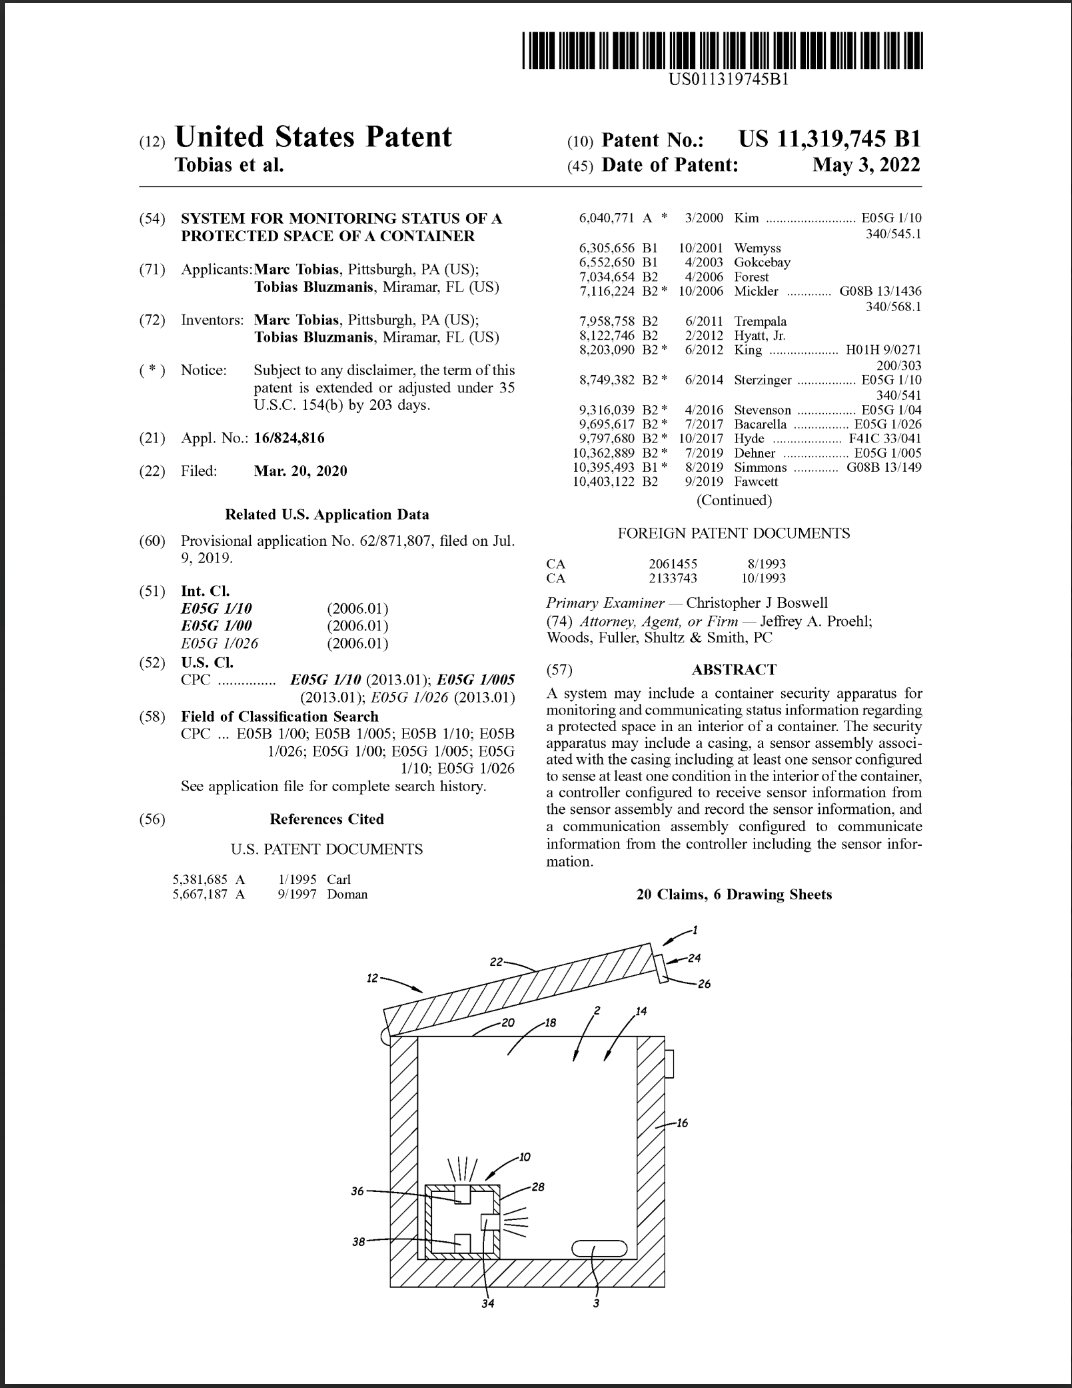 US011319745B1
(12) United States Patent
Tobias et al.
(10) Patent No.: US 11,319,745 B1
(45) Date of Patent: May 3, 2022
(54) SYSTEM FOR MONITORING STATUS OF A
PROTECTED SPACE OF A CONTAINER
(71) Applicants: Marc Tobias, Pittsburgh, PA (US);
Tobias Bluzmanis, Miramar, FL (US)
(72) Inventors: Marc Tobias, Pittsburgh, PA (US);
Tobias Bluzmanis, Miramar, FL (US)
( * ) Notice: Subject to any disclaimer, the term of this
patent is extended or adjusted under 35
U.S.C. 154(b) by 203 days.
(21) Appl. No.: 16/824,816
(22) Filed: Mar. 20, 2020
Related U.S. Application Data
(60) Provisional application No. 62/871,807, filed on Jul.
9, 2019.
(51) Int. Cl.
E05G 1/10 (2006.01)
E05G 1/00 (2006.01)
E05G 1/026 (2006.01)
(52) U.S. Cl.
CPC ............... E05G 1/10 (2013.01); E05G 1/005
(2013.01); E05G 1/026 (2013.01)
(58) Field of Classification Search
CPC ... E05B 1/00; E05B 1/005; E05B 1/10; E05B
1/026; E05G 1/00; E05G 1/005; E05G
1/10; E05G 1/026
See application file for complete search history.
(56) References Cited
U.S. PATENT DOCUMENTS
5,381,685 A 1/1995 Carl
5,667,187 A 9/1997 Doman
6,040,771 A * 3/2000 Kim .......................... E05G 1/10
340/545.1
6,305,656 B1 10/2001 Wemyss
6,552,650 B1 4/2003 Gokcebay
7,034,654 B2 4/2006 Forest
7,116,224 B2 * 10/2006 Mickler ............. G08B 13/1436
340/568.1
7,958,758 B2 6/2011 Trempala
8,122,746 B2 2/2012 Hyatt, Jr.
8,203,090 B2 * 6/2012 King .................... H01H 9/0271
200/303
8,749,382 B2 * 6/2014 Sterzinger ................. E05G 1/10
340/541
9,316,039 B2 * 4/2016 Stevenson ................. E05G 1/04
9,695,617 B2 * 7/2017 Bacarella ................ E05G 1/026
9,797,680 B2 * 10/2017 Hyde .................... F41C 33/041
10,362,889 B2 * 7/2019 Dehner ................... E05G 1/005
10,395,493 B1 * 8/2019 Simmons ............. G08B 13/149
10,403,122 B2 9/2019 Fawcett
(Continued)
FOREIGN PATENT DOCUMENTS
CA 2061455 8/1993
CA 2133743 10/1993
Primary Examiner — Christopher J Boswell
(74) Attorney, Agent, or Firm — Jeffrey A. Proehl;
Woods, Fuller, Shultz & Smith, PC
(57) ABSTRACT
A system may include a container security apparatus for
monitoring and communicating status information regarding
a protected space in an interior of a container. The security
apparatus may include a casing, a sensor assembly associ-
ated with the casing including at least one sensor configured
to sense at least one condition in the interior of the container,
a controller configured to receive sensor information from
the sensor assembly and record the sensor information, and
a communication assembly configured to communicate
information from the controller including the sensor infor-
mation.
20 Claims, 6 Drawing Sheets
1
24
22
12
26
20
18
2
14
16
10
36
28
38
34
3